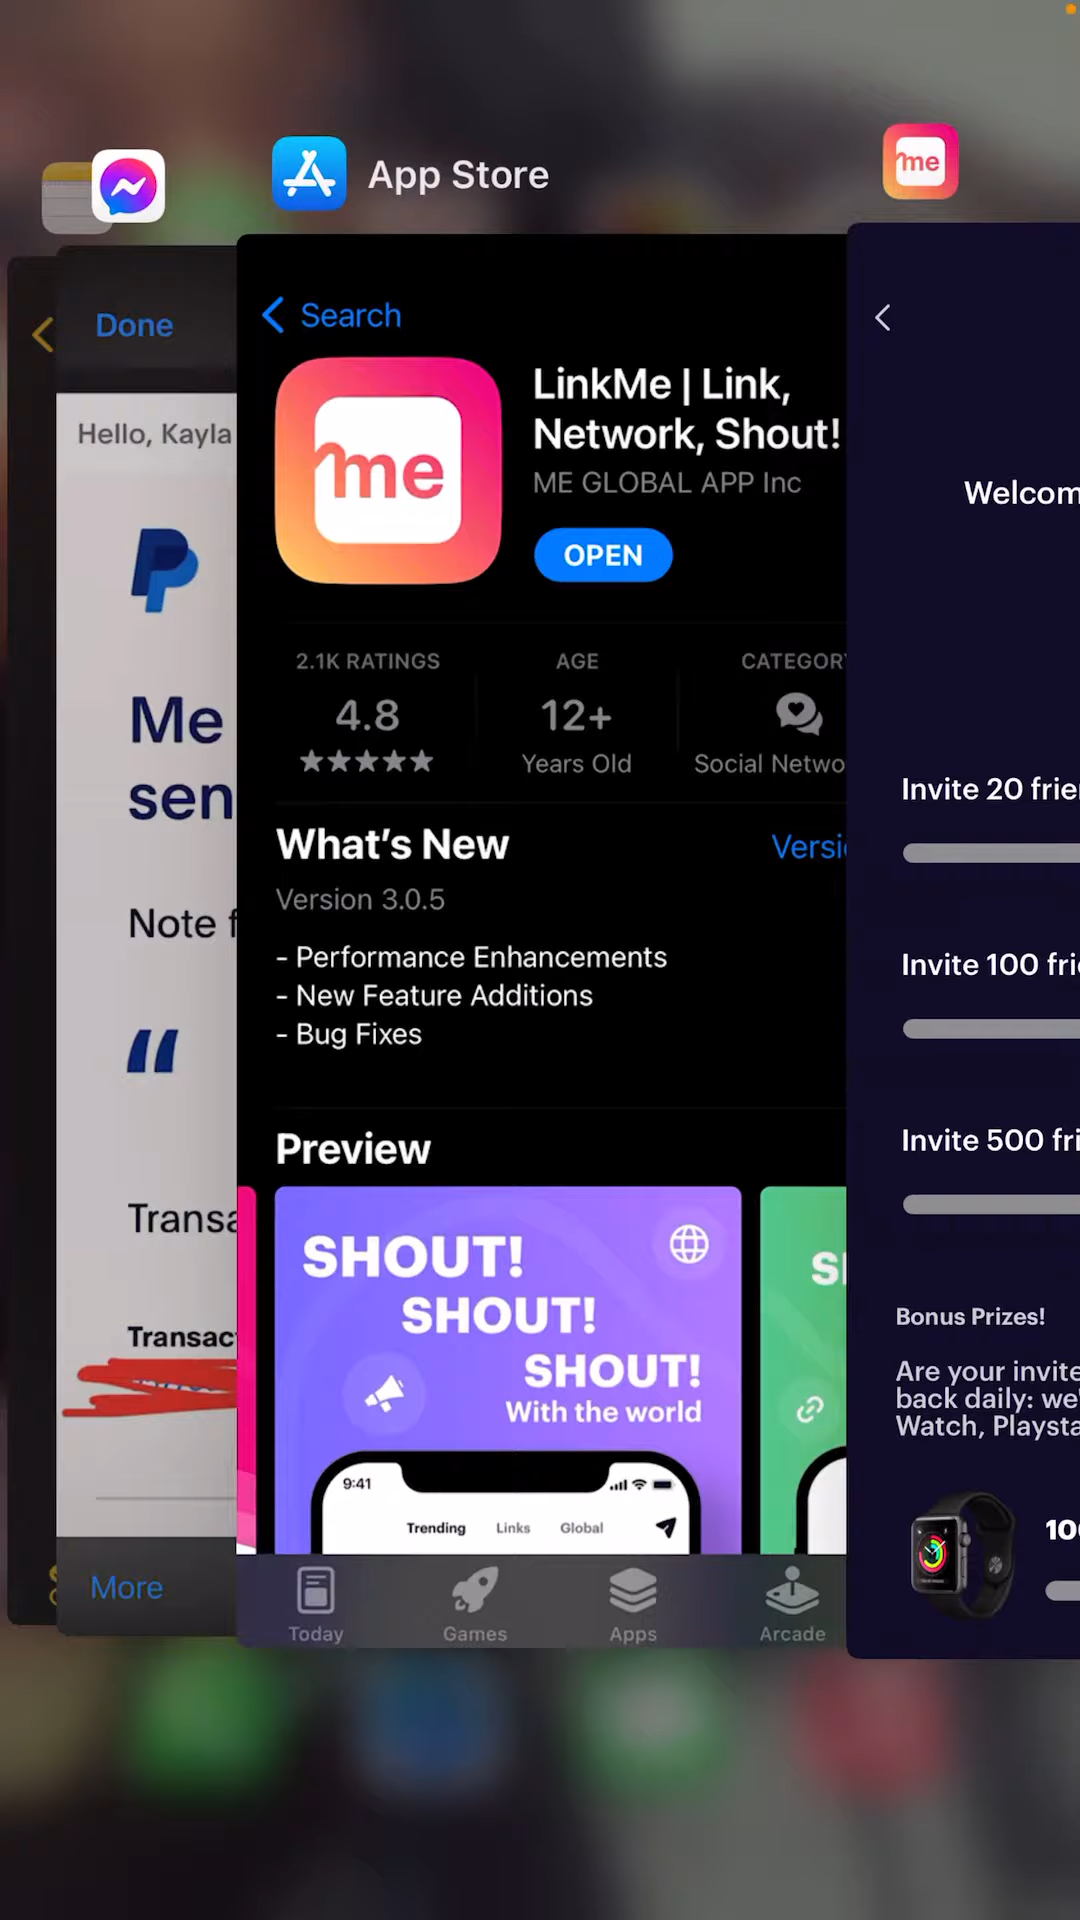 App Store
me
Done
Hello, Kayla
Me
sen
Note f
“
Transa
Transac
More
Search
me
LinkMe | Link,
Network, Shout!
ME GLOBAL APP Inc
OPEN
2.1K RATINGS
4.8
AGE
12+
Years Old
CATEGORY
Social Netwo
What's New
Versi
Version 3.0.5
- Performance Enhancements
- New Feature Additions
- Bug Fixes
Preview
SHOUT!
SHOUT!
SHOUT!
With the world
9:41
Trending Links Global
S
Today Games Apps Arcade
Welcom
Invite 20 frie
Invite 100 fri
Invite 500 fri
Bonus Prizes!
Are your invite
back daily: we'
Watch, Playsta
100